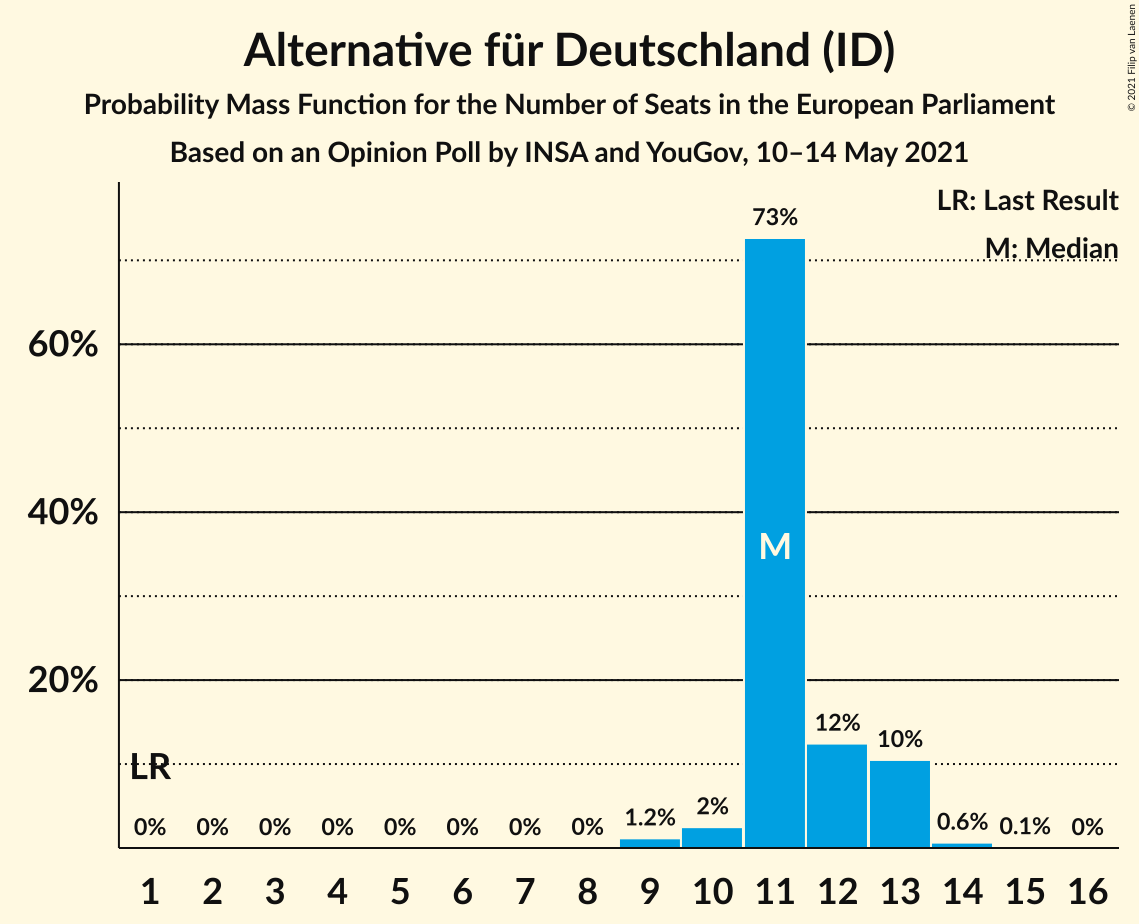 Alternative für Deutschland (ID)
Probability Mass Function for the Number of Seats in the European Parliament
Based on an Opinion Poll by INSA and YouGov, 10–14 May 2021
© 2021 Filip van Laenen
LR: Last Result
M: Median
73%
60%
40%
M
20%
12%
10%
LR
0% 0% 0% 0% 0% 0% 0% 0% 1.2% 2% 0.6% 0.1% 0%
1 2 3 4 5 6 7 8 9 10 11 12 13 14 15 16